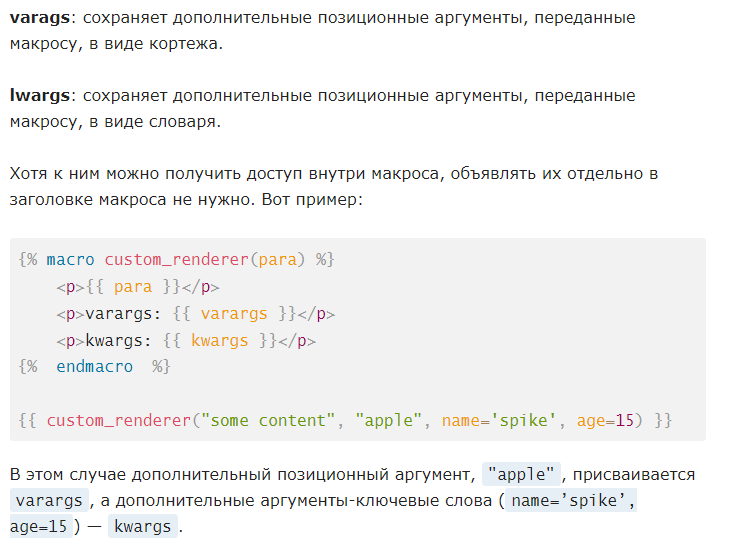 varags: сохраняет дополнительные позиционные аргументы, переданные
макросу, в виде кортежа.
lwargs: сохраняет дополнительные позиционные аргументы, переданные
макросу, в виде словаря.
Хотя к ним можно получить доступ внутри макроса, объявлять их отдельно в
заголовке макроса не нужно. Вот пример:
{% macro custom_renderer(para) %}
    <p>{{ para }}</p>
    <p>varargs: {{ varargs }}</p>
    <p>kwargs: {{ kwargs }}</p>
{%  endmacro  %}
{{ custom_renderer("some content", "apple", name='spike', age=15) }}
В этом случае дополнительный позиционный аргумент, "apple", присваивается
varargs, а дополнительные аргументы-ключевые слова (name=’spike’,
age=15) — kwargs.